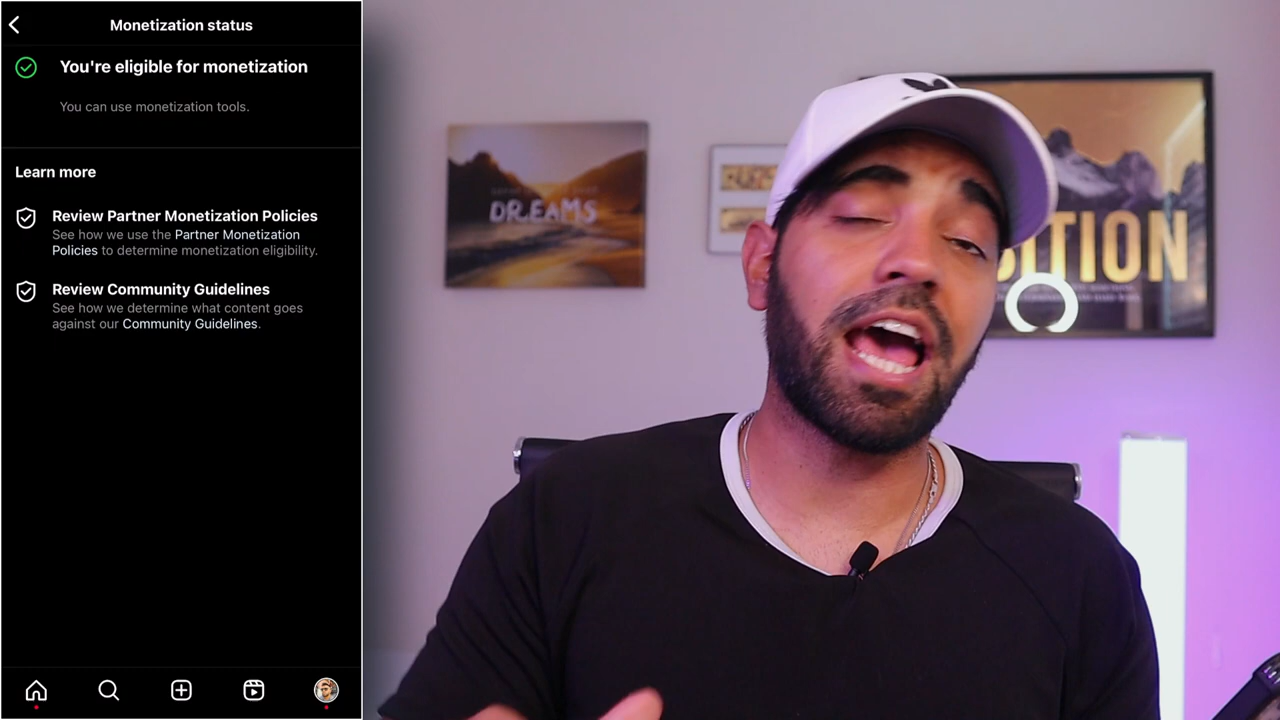 Monetization status
You're eligible for monetization
You can use monetization tools.
Learn more
Review Partner Monetization Policies
See how we use the Partner Monetization
Policies to determine monetization eligibility.
Review Community Guidelines
See how we determine what content goes
against our Community Guidelines.
DREAMS
ITION